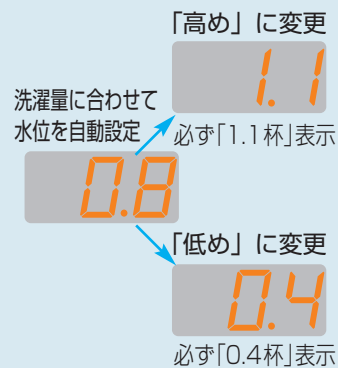 「高め」に変更
1.1
必ず「1.1杯」表示
洗濯量に合わせて
水位を自動設定
0.8
「低め」に変更
0.4
必ず「0.4杯」表示